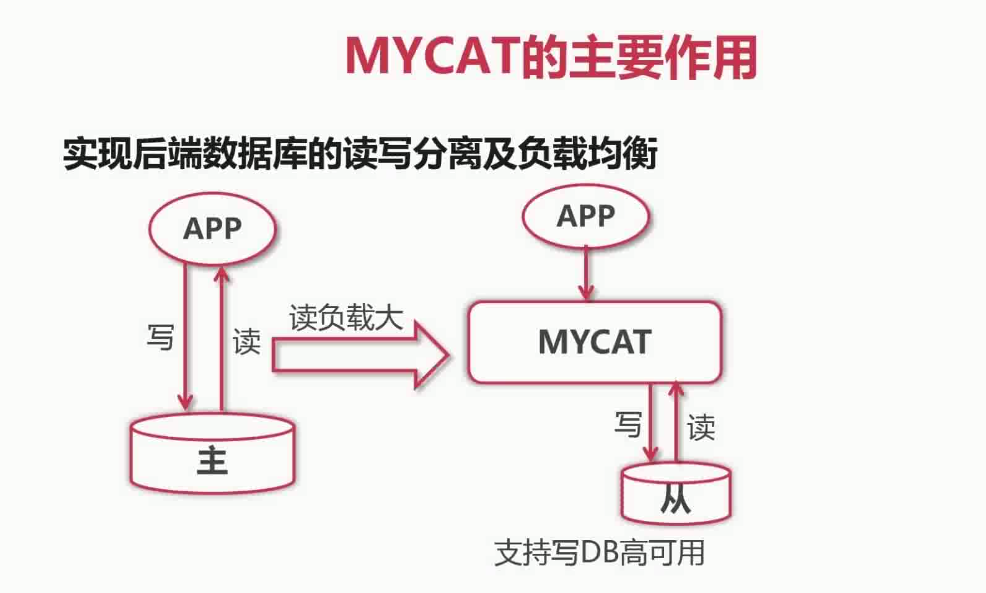 MYCAT的主要作用
实现后端数据库的读写分离及负载均衡
APP
写
读
主
读负载大
APP
MYCAT
写
读
从
支持写DB高可用